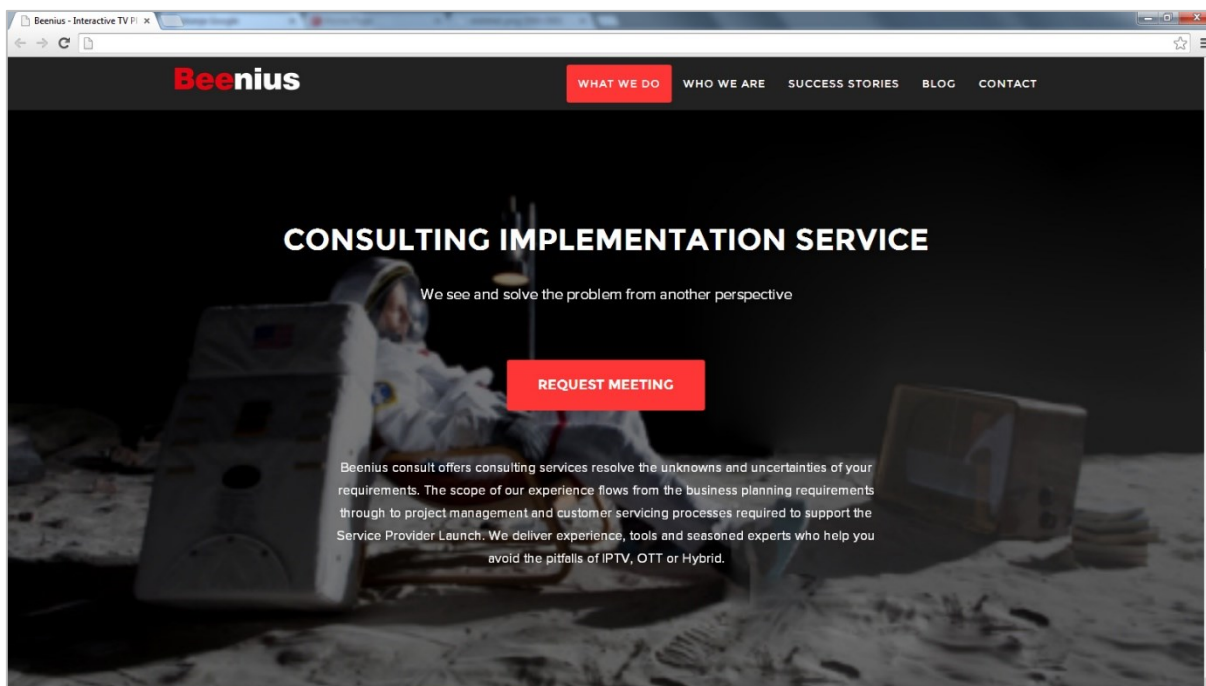 Beenius - Interactive TV Pl
Beenius
WHAT WE DO
WHO WE ARE
SUCCESS STORIES
BLOG
CONTACT
CONSULTING IMPLEMENTATION SERVICE
We see and solve the problem from another perspective
REQUEST MEETING
Beenius consult offers consulting services resolve the unknowns and uncertainties of your
requirements. The scope of our experience flows from the business planning requirements
through to project management and customer servicing processes required to support the
Service Provider Launch. We deliver experience, tools and seasoned experts who help you
avoid the pitfalls of IPTV, OTT or Hybrid.